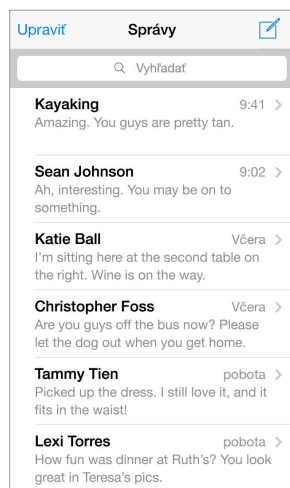 Upraviť Správy
Vyhľadať
Kayaking 9:41
Amazing. You guys are pretty tan.
Sean Johnson 9:02
Ah, interesting. You may be on to
something.
Katie Ball Včera
I'm sitting here at the second table on
the right. Wine is on the way.
Christopher Foss Včera
Are you guys off the bus now? Please
let the dog out when you get home.
Tammy Tien pobota
Picked up the dress. I still love it, and it
fits in the waist!
Lexi Torres pobota
How fun was dinner at Ruth's? You look
great in Teresa's pics.